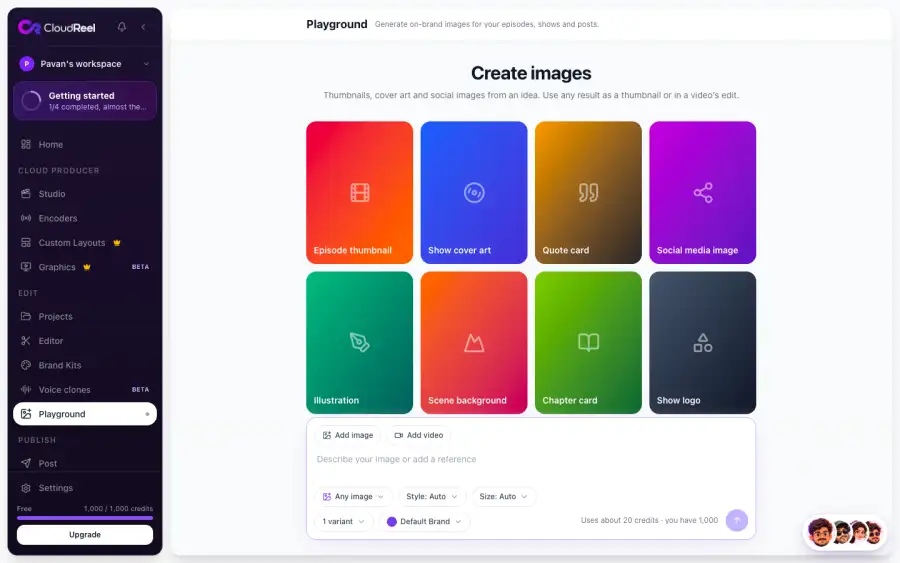 CloudReel
P
Pavan's workspace
Getting started
1/4 completed, almost the...
Home
CLOUD PRODUCER
Studio
Encoders
Custom Layouts
Graphics
BETA
EDIT
Projects
Editor
Brand Kits
Voice clones
BETA
Playground
PUBLISH
Post
Settings
Free
1,000 / 1,000 credits
Upgrade
Playground
Generate on-brand images for your episodes, shows and posts.
Create images
Thumbnails, cover art and social images from an idea. Use any result as a thumbnail or in a video's edit.
Episode thumbnail
Show cover art
Quote card
Social media image
Illustration
Scene background
Chapter card
Show logo
Add image
Add video
Describe your image or add a reference
Any image
Style: Auto
Size: Auto
1 variant
Default Brand
Uses about 20 credits · you have 1,000